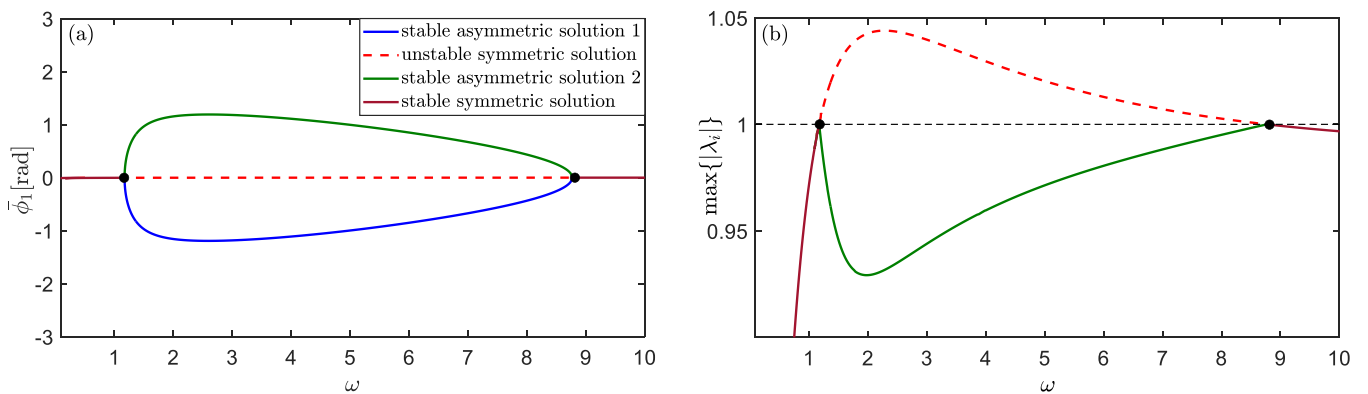 (a)
stable asymmetric solution 1
unstable symmetric solution
stable asymmetric solution 2
stable symmetric solution
3
2
1
0
-1
-2
-3
ϕ̄₁[rad]
1 2 3 4 5 6 7 8 9 10
ω
(b)
1.05
1
0.95
max{|λᵢ|}
1 2 3 4 5 6 7 8 9 10
ω